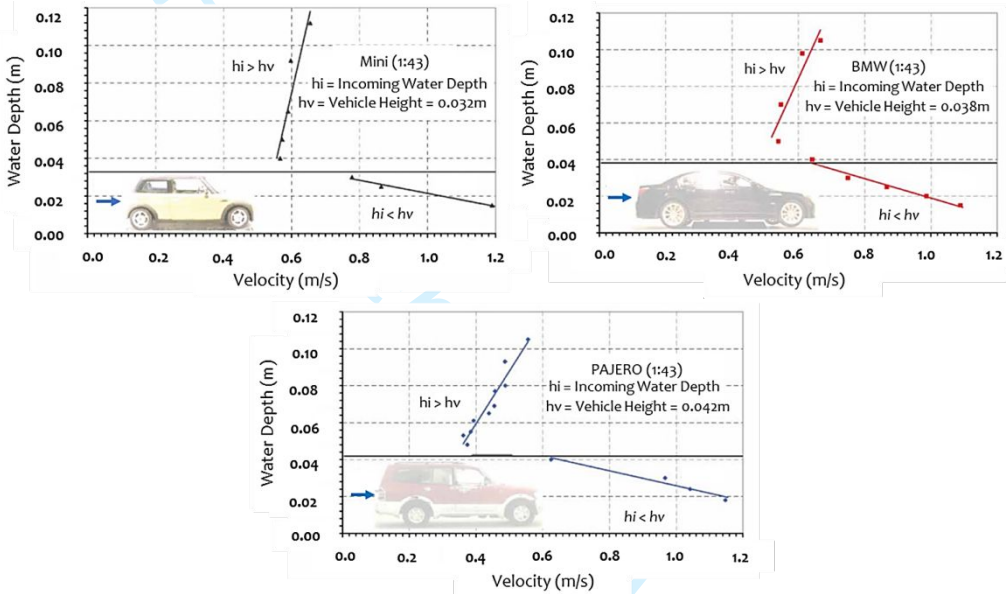 0.12
0.10
0.08
0.06
0.04
0.02
0.00
Water Depth (m)
hi > hv
Mini (1:43)
hi = Incoming Water Depth
hv = Vehicle Height = 0.032m
hi < hv
0.0 0.2 0.4 0.6 0.8 1.0 1.2
Velocity (m/s)
0.12
0.10
0.08
0.06
0.04
0.02
0.00
Water Depth (m)
hi > hv
BMW (1:43)
hi = Incoming Water Depth
hv = Vehicle Height = 0.038m
hi < hv
0.0 0.2 0.4 0.6 0.8 1.0 1.2
Velocity (m/s)
0.12
0.10
0.08
0.06
0.04
0.02
0.00
Water Depth (m)
hi > hv
PAJERO (1:43)
hi = Incoming Water Depth
hv = Vehicle Height = 0.042m
hi < hv
0.0 0.2 0.4 0.6 0.8 1.0 1.2
Velocity (m/s)